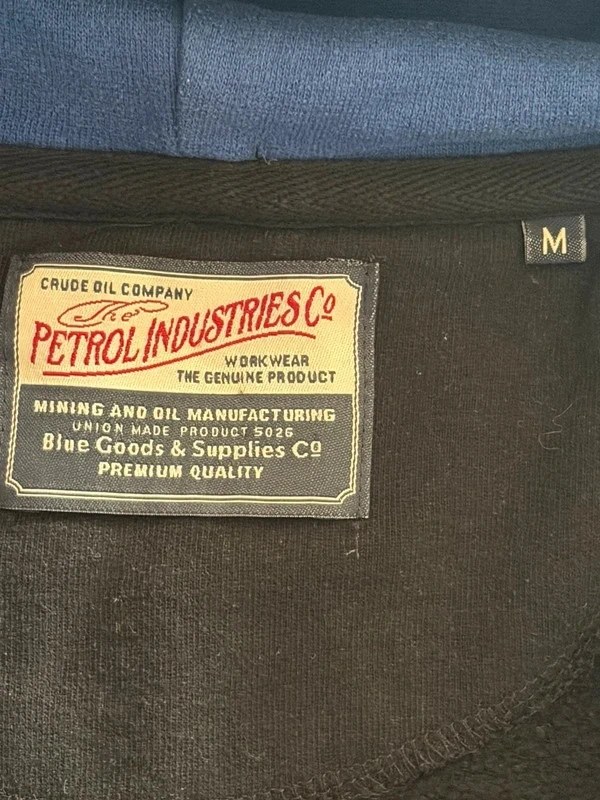 M
CRUDE OIL COMPANY
The
PETROL INDUSTRIES Co
WORKWEAR
THE GENUINE PRODUCT
MINING AND OIL MANUFACTURING
UNION MADE PRODUCT 5026
Blue Goods & Supplies Co
PREMIUM QUALITY